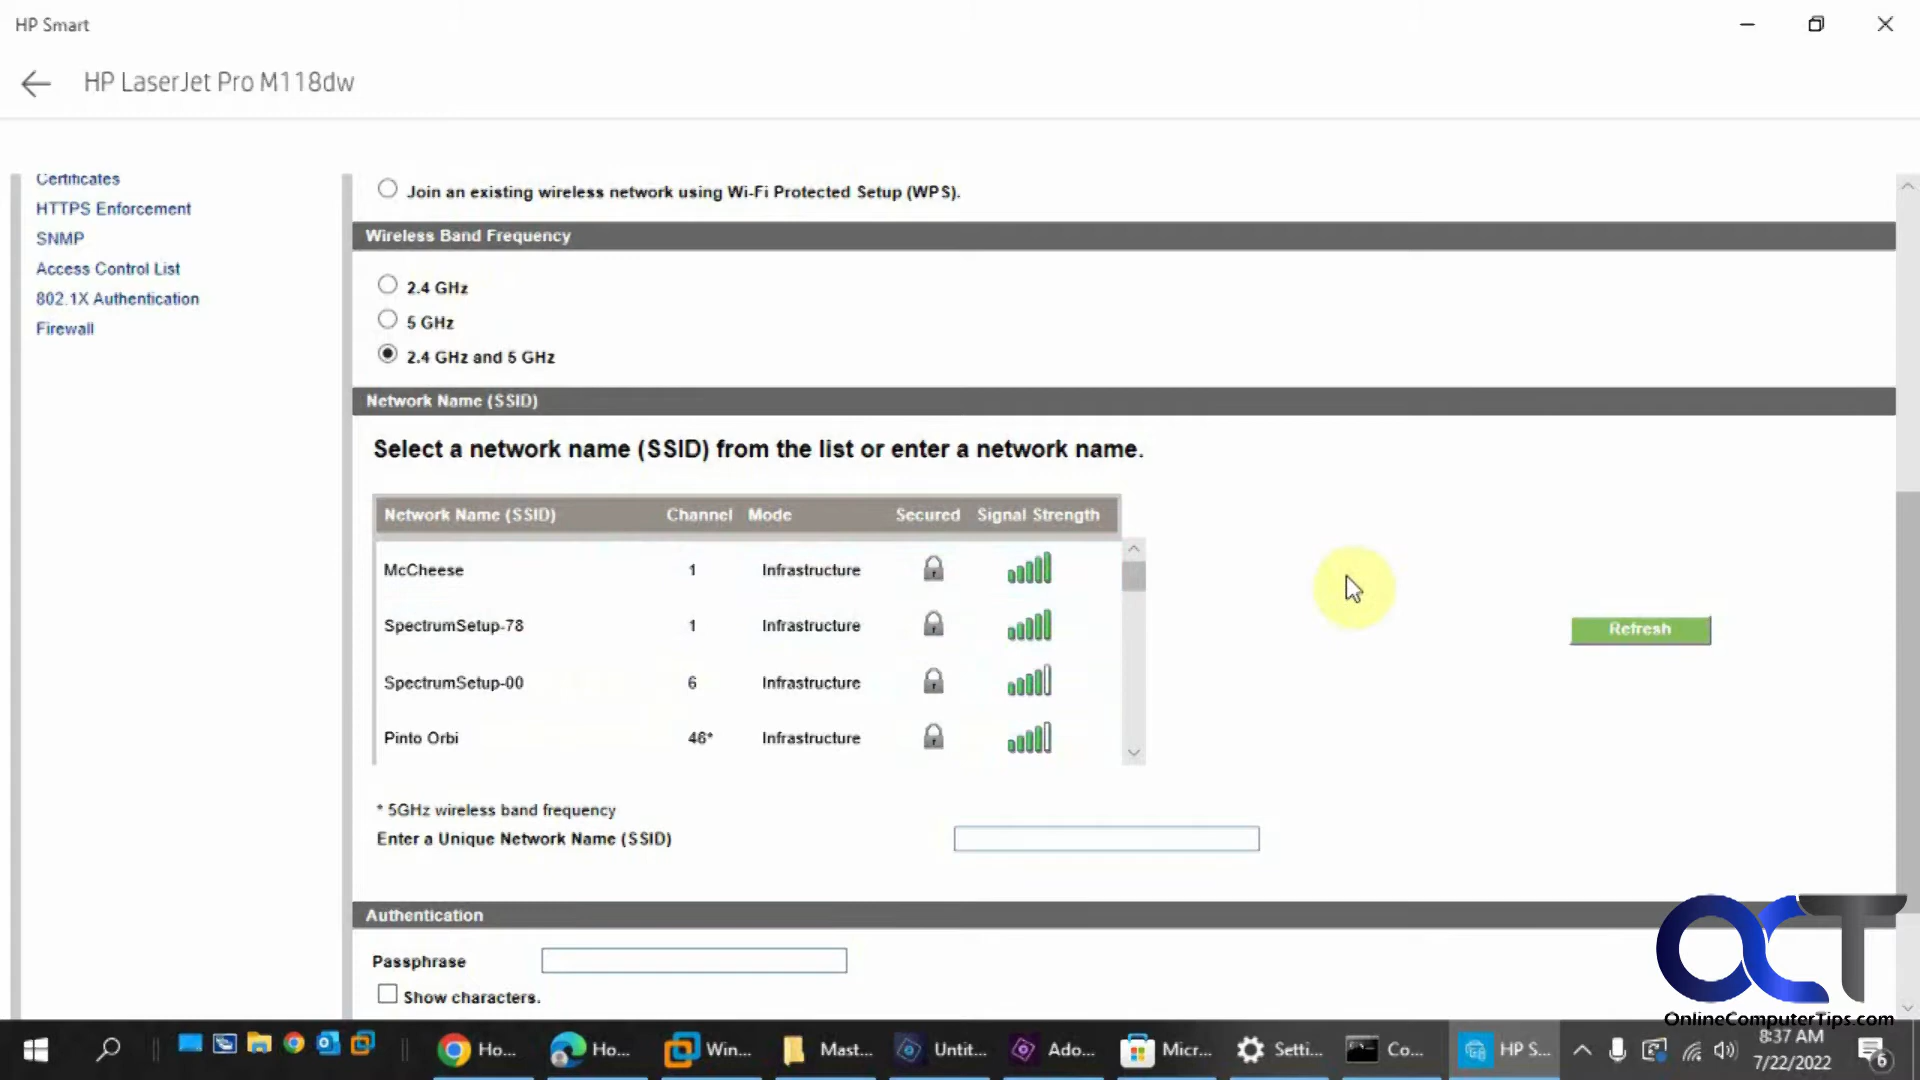 HP Smart
HP LaserJet Pro M118dw
Certificates
HTTPS Enforcement
SNMP
Access Control List
802.1X Authentication
Firewall
Join an existing wireless network using Wi-Fi Protected Setup (WPS).
Wireless Band Frequency
2.4 GHz
5 GHz
2.4 GHz and 5 GHz
Network Name (SSID)
Select a network name (SSID) from the list or enter a network name.
Network Name (SSID) Channel Mode Secured Signal Strength
McCheese 1 Infrastructure
SpectrumSetup-78 1 Infrastructure
SpectrumSetup-00 6 Infrastructure
Pinto Orbi 46* Infrastructure
Refresh
* 5GHz wireless band frequency
Enter a Unique Network Name (SSID)
Authentication
Passphrase
Show characters.
OCT
OnlineComputerTips.com
Ho... Ho... Win... Mast... Untit... Ado... Micr... Setti... Co... HP S...
8:37 AM
7/22/2022
6